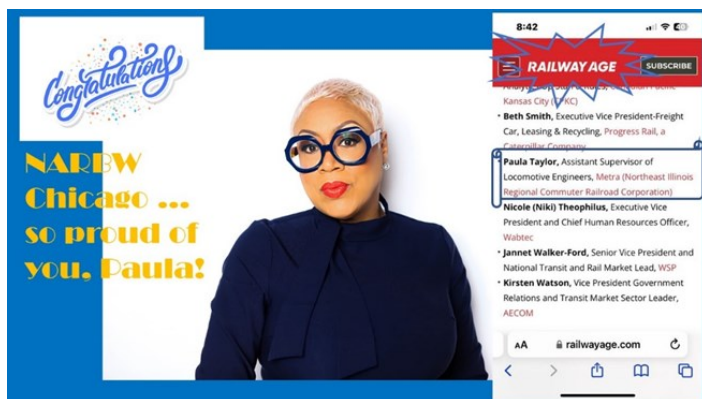 Congratulations
NARBW
Chicago ...
so proud of
you, Paula!
8:42
RAILWAY AGE
SUBSCRIBE
Kansas City (CPKC)
• Beth Smith, Executive Vice President-Freight
Car, Leasing & Recycling, Progress Rail, a
Caterpillar Company
• Paula Taylor, Assistant Supervisor of
Locomotive Engineers, Metra (Northeast Illinois
Regional Commuter Railroad Corporation)
Nicole (Niki) Theophilus, Executive Vice
President and Chief Human Resources Officer,
Wabtec
• Jannet Walker-Ford, Senior Vice President and
National Transit and Rail Market Lead, WSP
• Kirsten Watson, Vice President Government
Relations and Transit Market Sector Leader,
AECOM
AA
railwayage.com